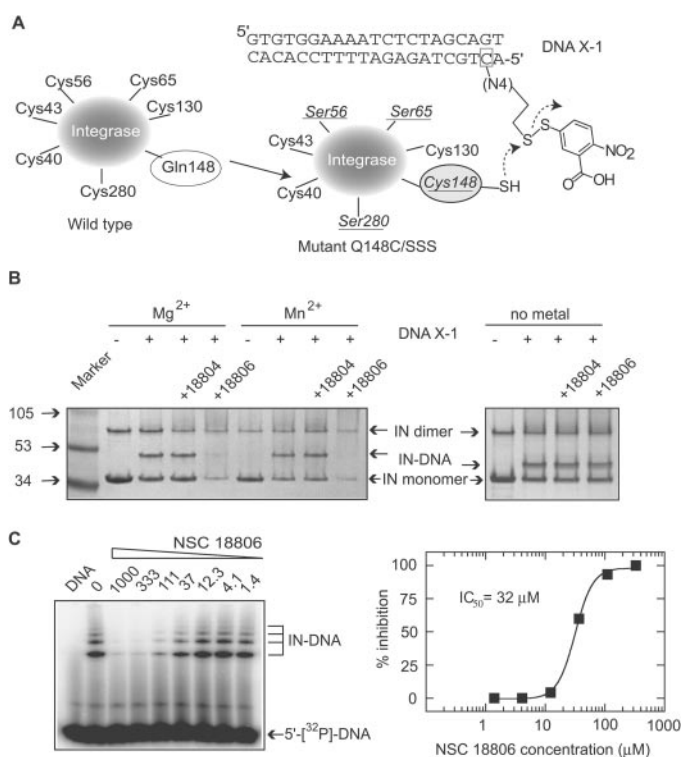 A
5' GTGTGGAAAATCTCTAGCAGT
CACACCTTTTAGAGATCGTCA-5'
DNA X-1
(N4)
S
S
NO₂
O
OH
Cys56
Cys65
Cys43
Cys130
Integrase
Cys40
Gln148
Cys280
Wild type
Ser56
Ser65
Cys43
Cys130
Integrase
Cys40
Cys148
SH
Ser280
Mutant Q148C/SSS
B
Mg²⁺
Mn²⁺
no metal
Marker
- + + + - + + + DNA X-1 - + + +
+18804 +18806 +18804 +18806 +18804 +18806
105
53
34
IN dimer
IN-DNA
IN monomer
C
NSC 18806
DNA 0 1000 333 111 37 12.3 4.1 1.4
IN-DNA
5'-[³²P]-DNA
% inhibition
100
75
50
25
0
IC₅₀= 32 μM
1 10 100 1000
NSC 18806 concentration (μM)